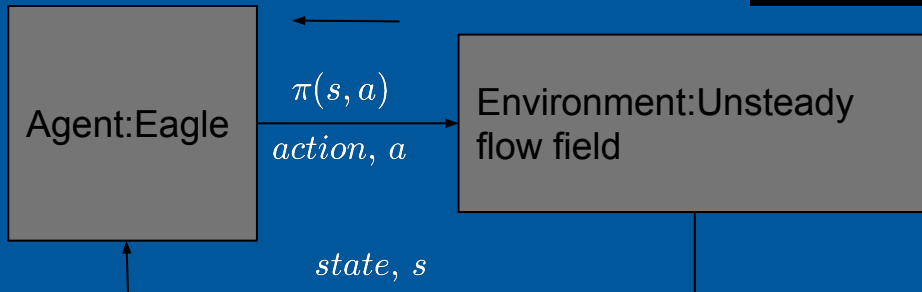 π(s, a)
Agent:Eagle
action, a
Environment:Unsteady
flow field
state, s